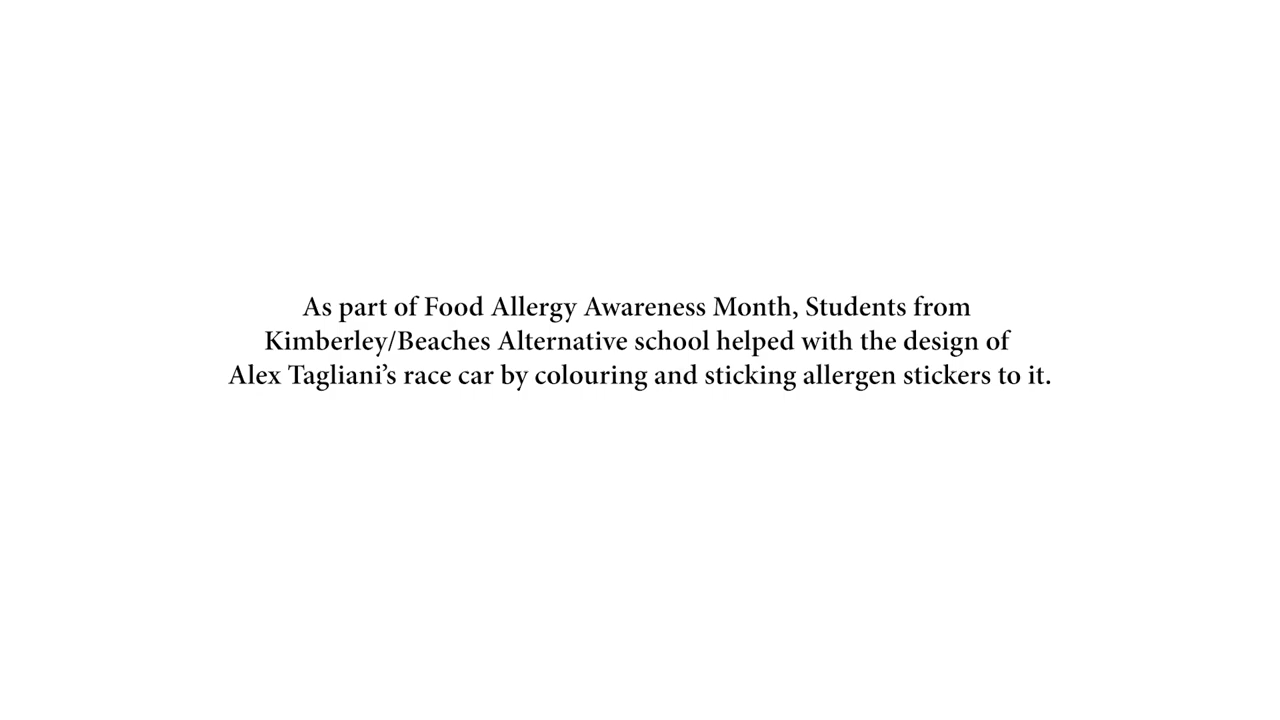 As part of Food Allergy Awareness Month, Students from
Kimberley/Beaches Alternative school helped with the design of
Alex Tagliani’s race car by colouring and sticking allergen stickers to it.